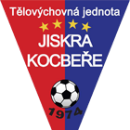 Tělovýchovná jednota
JISKRA
KOCBEŘE
1974